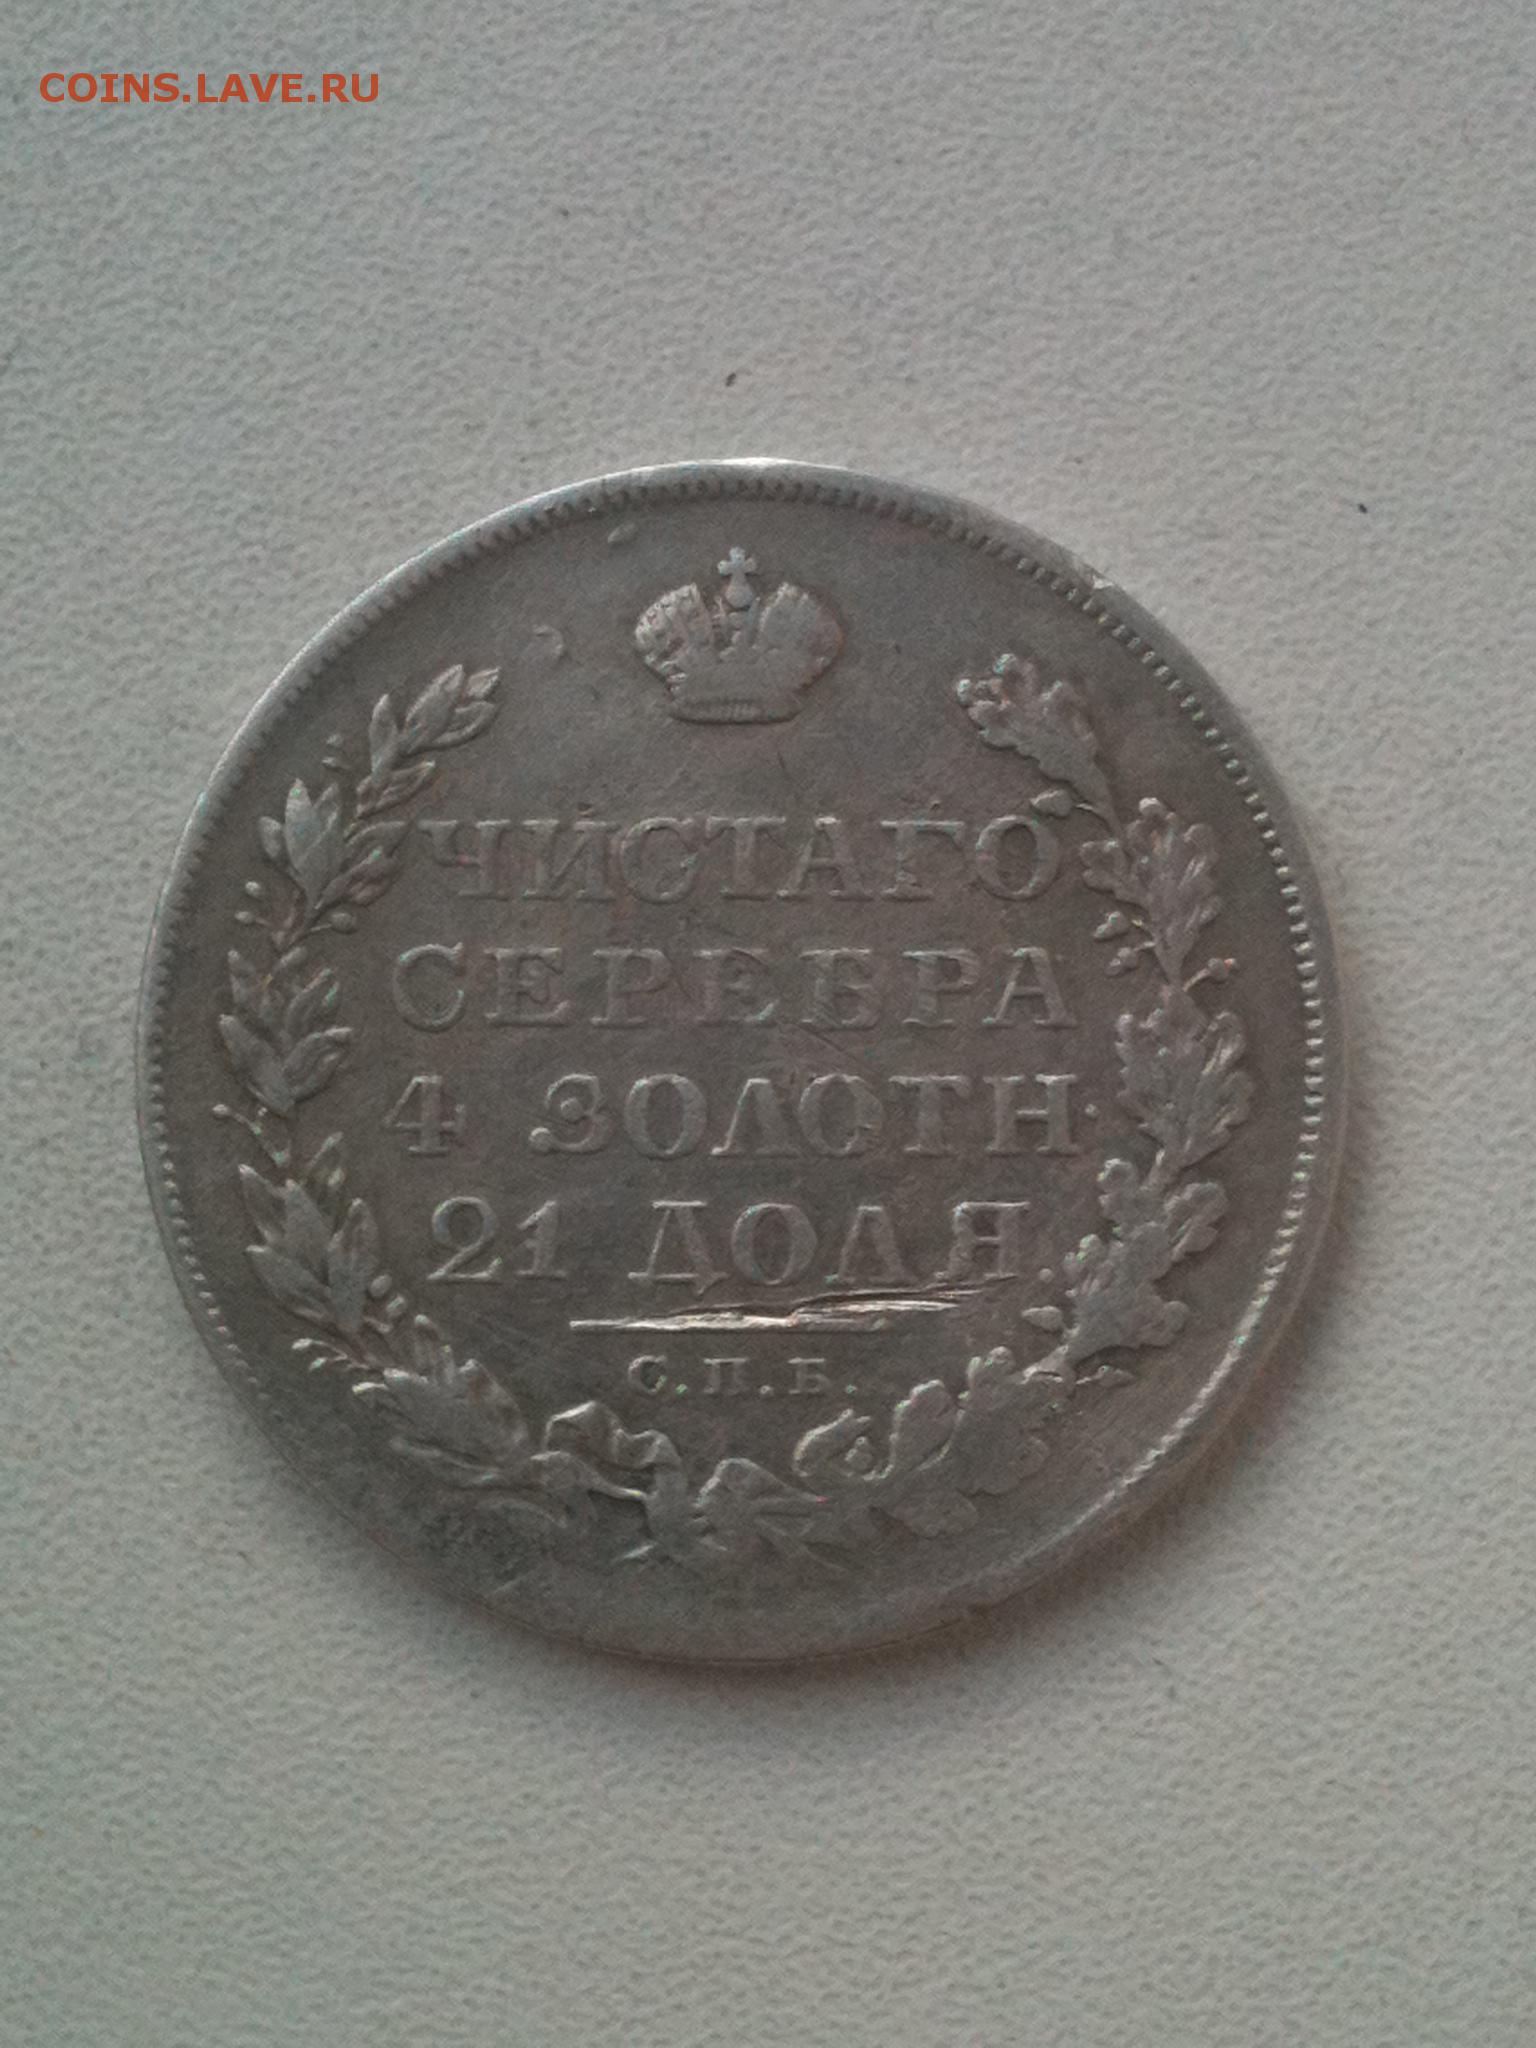 COINS.LAVE.RU
ЧИСТАГО
СЕРЕБРА
4 ЗОЛОТН
21 ДОЛЯ
С.П.Б.